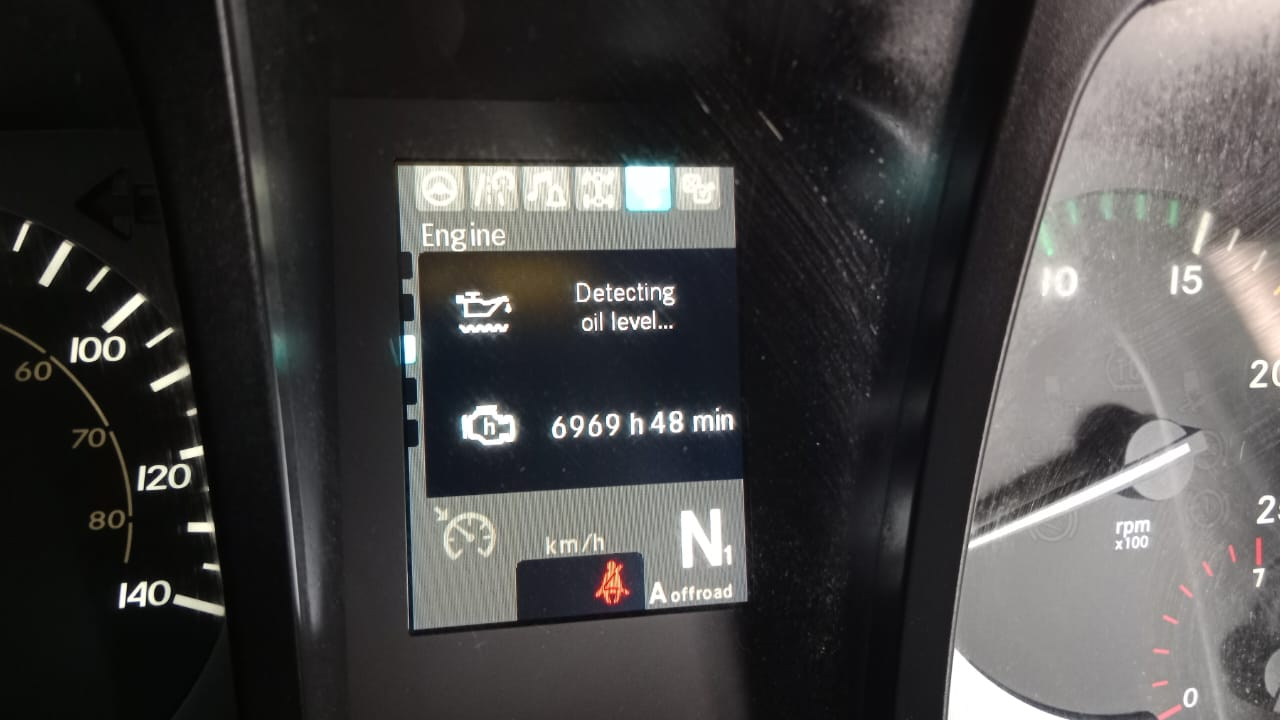 Engine
Detecting
oil level...
h
6969 h 48 min
km/h
N1
A offroad
60
70
80
100
120
140
10
15
rpm
x100
7
0